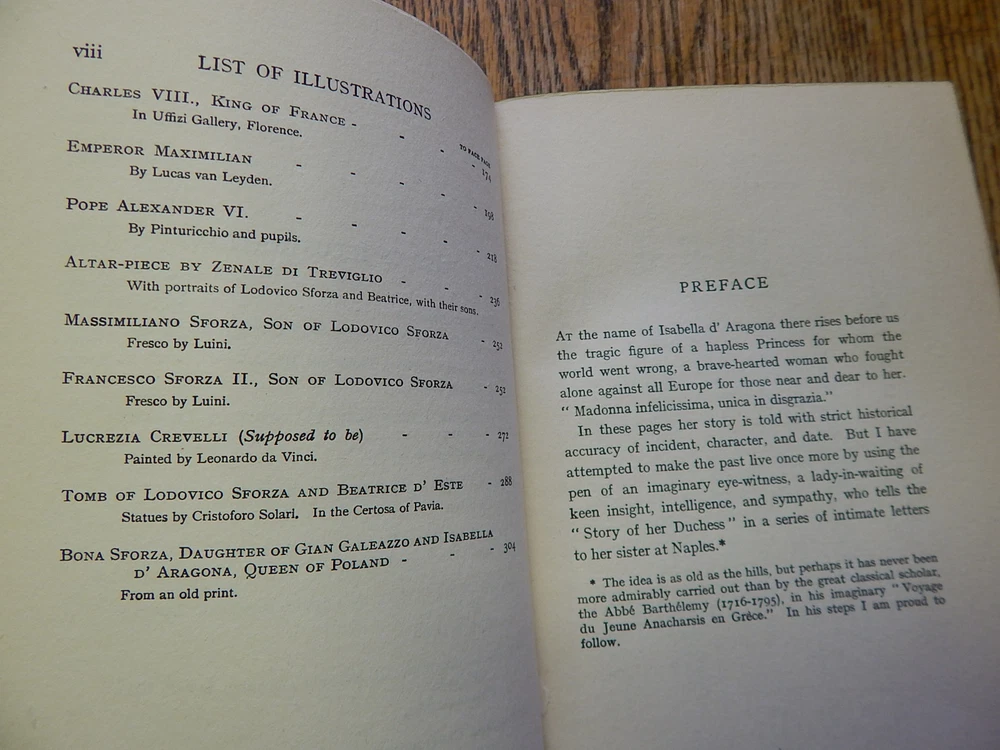 viii
LIST OF ILLUSTRATIONS
TO FACE PAGE
CHARLES VIII., KING OF FRANCE - - - - 174
In Uffizi Gallery, Florence.
EMPEROR MAXIMILIAN - - - - - 198
By Lucas van Leyden.
POPE ALEXANDER VI. - - - - - 218
By Pinturicchio and pupils.
ALTAR-PIECE BY ZENALE DI TREVIGLIO - - - 236
With portraits of Lodovico Sforza and Beatrice, with their sons.
MASSIMILIANO SFORZA, SON OF LODOVICO SFORZA - 252
Fresco by Luini.
FRANCESCO SFORZA II., SON OF LODOVICO SFORZA - 252
Fresco by Luini.
LUCREZIA CREVELLI (Supposed to be) - - - 272
Painted by Leonardo da Vinci.
TOMB OF LODOVICO SFORZA AND BEATRICE D' ESTE - 288
Statues by Cristoforo Solari. In the Certosa of Pavia.
BONA SFORZA, DAUGHTER OF GIAN GALEAZZO AND ISABELLA
D' ARAGONA, QUEEN OF POLAND - - - 304
From an old print.
PREFACE
AT the name of Isabella d' Aragona there rises before us
the tragic figure of a hapless Princess for whom the
world went wrong, a brave-hearted woman who fought
alone against all Europe for those near and dear to her.
“ Madonna infelicissima, unica in disgrazia.”
In these pages her story is told with strict historical
accuracy of incident, character, and date. But I have
attempted to make the past live once more by using the
pen of an imaginary eye-witness, a lady-in-waiting of
keen insight, intelligence, and sympathy, who tells the
“ Story of her Duchess ” in a series of intimate letters
to her sister at Naples.*
* The idea is as old as the hills, but perhaps it has never been
more admirably carried out than by the great classical scholar,
the Abbé Barthélemy (1716-1795), in his imaginary “ Voyage
du Jeune Anacharsis en Grèce.” In his steps I am proud to
follow.